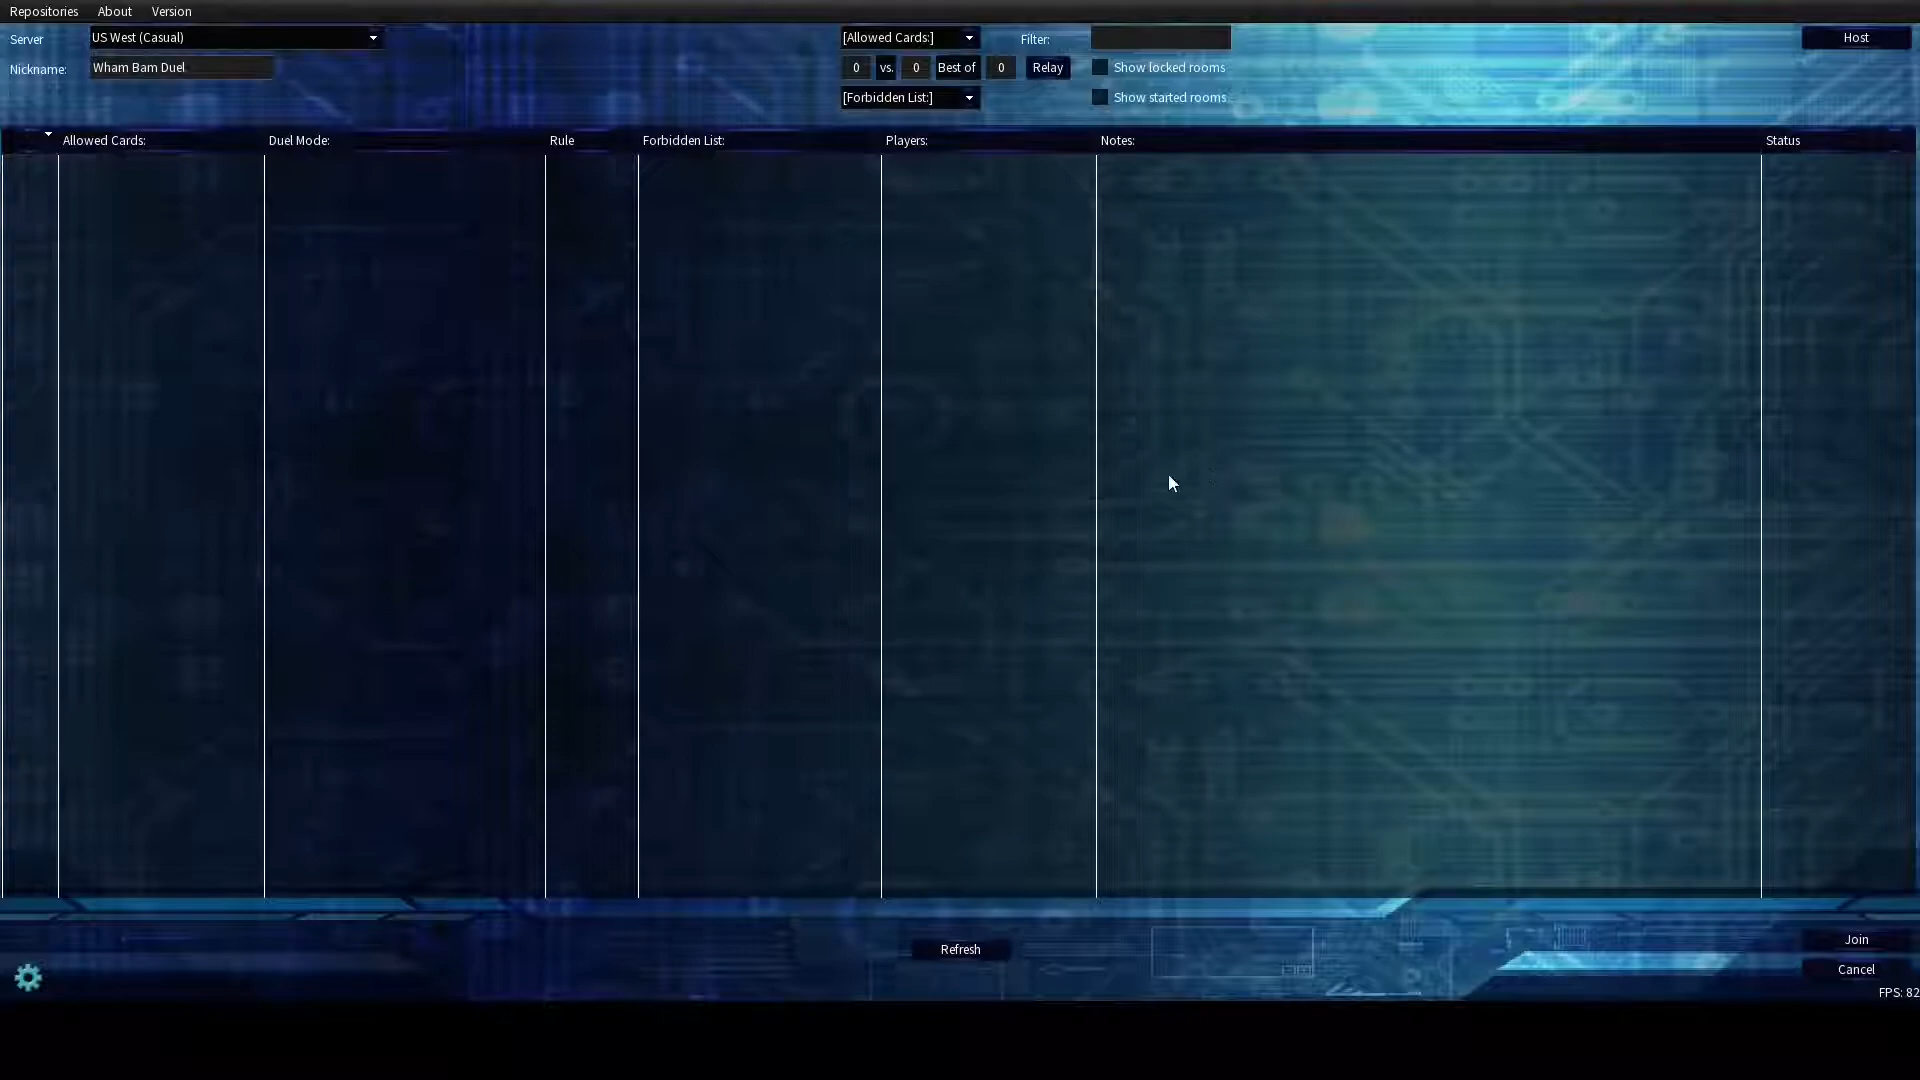 Repositories About Version
Server US West (Casual) [Allowed Cards:] Filter: Host
Nickname: Wham Bam Duel 0 vs. 0 Best of 0 Relay Show locked rooms
[Forbidden List:] Show started rooms
Allowed Cards: Duel Mode: Rule Forbidden List: Players: Notes: Status
Refresh
Join
Cancel
FPS: 82